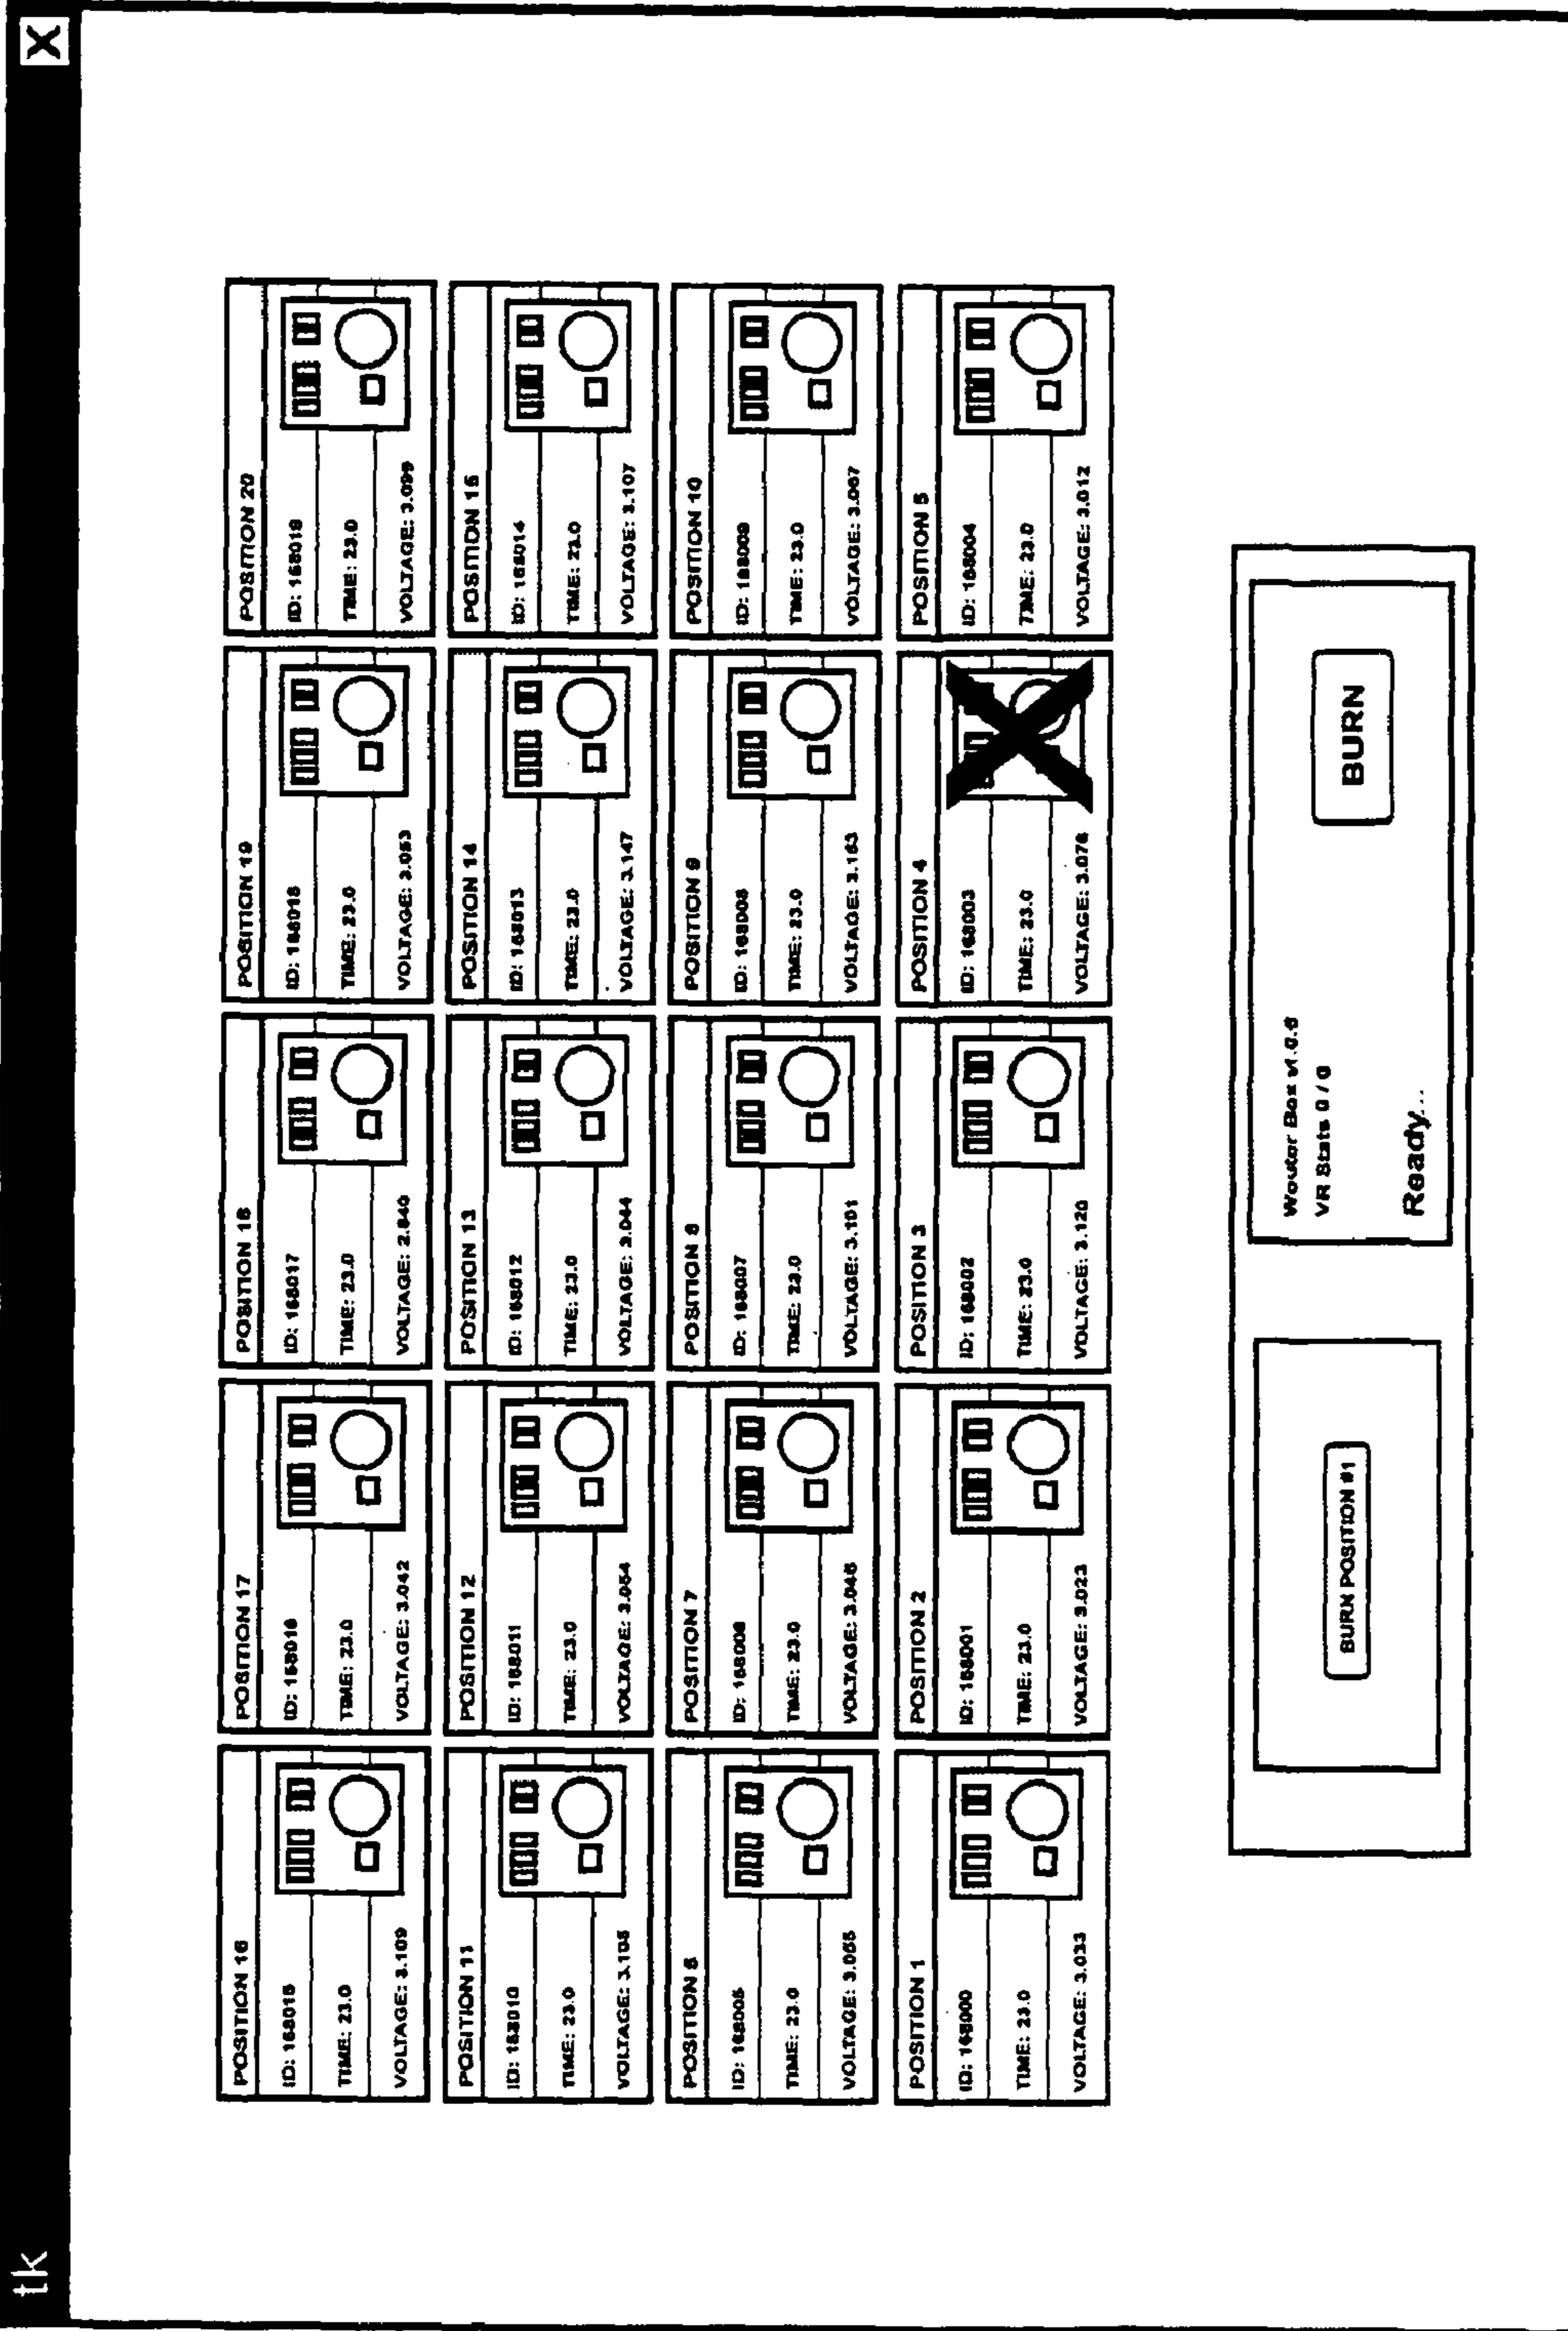 tk
X
POSITION 16
ID: 168015
TIME: 23.0
VOLTAGE: 3.109
POSITION 17
ID: 168016
TIME: 23.0
VOLTAGE: 3.042
POSITION 18
ID: 168017
TIME: 23.0
VOLTAGE: 2.840
POSITION 19
ID: 168018
TIME: 23.0
VOLTAGE: 3.053
POSITION 20
ID: 168019
TIME: 23.0
VOLTAGE: 3.099
POSITION 11
ID: 168010
TIME: 23.0
VOLTAGE: 3.105
POSITION 12
ID: 168011
TIME: 23.0
VOLTAGE: 3.054
POSITION 13
ID: 168012
TIME: 23.0
VOLTAGE: 3.044
POSITION 14
ID: 168013
TIME: 23.0
VOLTAGE: 3.147
POSITION 15
ID: 168014
TIME: 23.0
VOLTAGE: 3.107
POSITION 6
ID: 168005
TIME: 23.0
VOLTAGE:
POSITION 7
ID: 168006
TIME: 23.0
VOLTAGE: 3.046
POSITION 8
ID: 168007
TIME: 23.0
VOLTAGE: 3.101
POSITION 9
ID: 168008
TIME: 23.0
VOLTAGE:
POSITION 10
ID: 168009
TIME: 23.0
VOLTAGE: 3.067
POSITION 1
ID: 168000
TIME: 23.0
VOLTAGE: 3.033
POSITION 2
ID: 168001
TIME: 23.0
VOLTAGE: 3.023
POSITION 3
ID: 168002
TIME: 23.0
VOLTAGE: 3.120
POSITION 4
ID: 168003
TIME: 23.0
VOLTAGE: 3.076
POSITION 5
ID: 168004
TIME: 23.0
VOLTAGE: 3.012
BURN POSITION #1
Wouter Box v1.0.6
VR Stats 0 / 0
Ready...
BURN